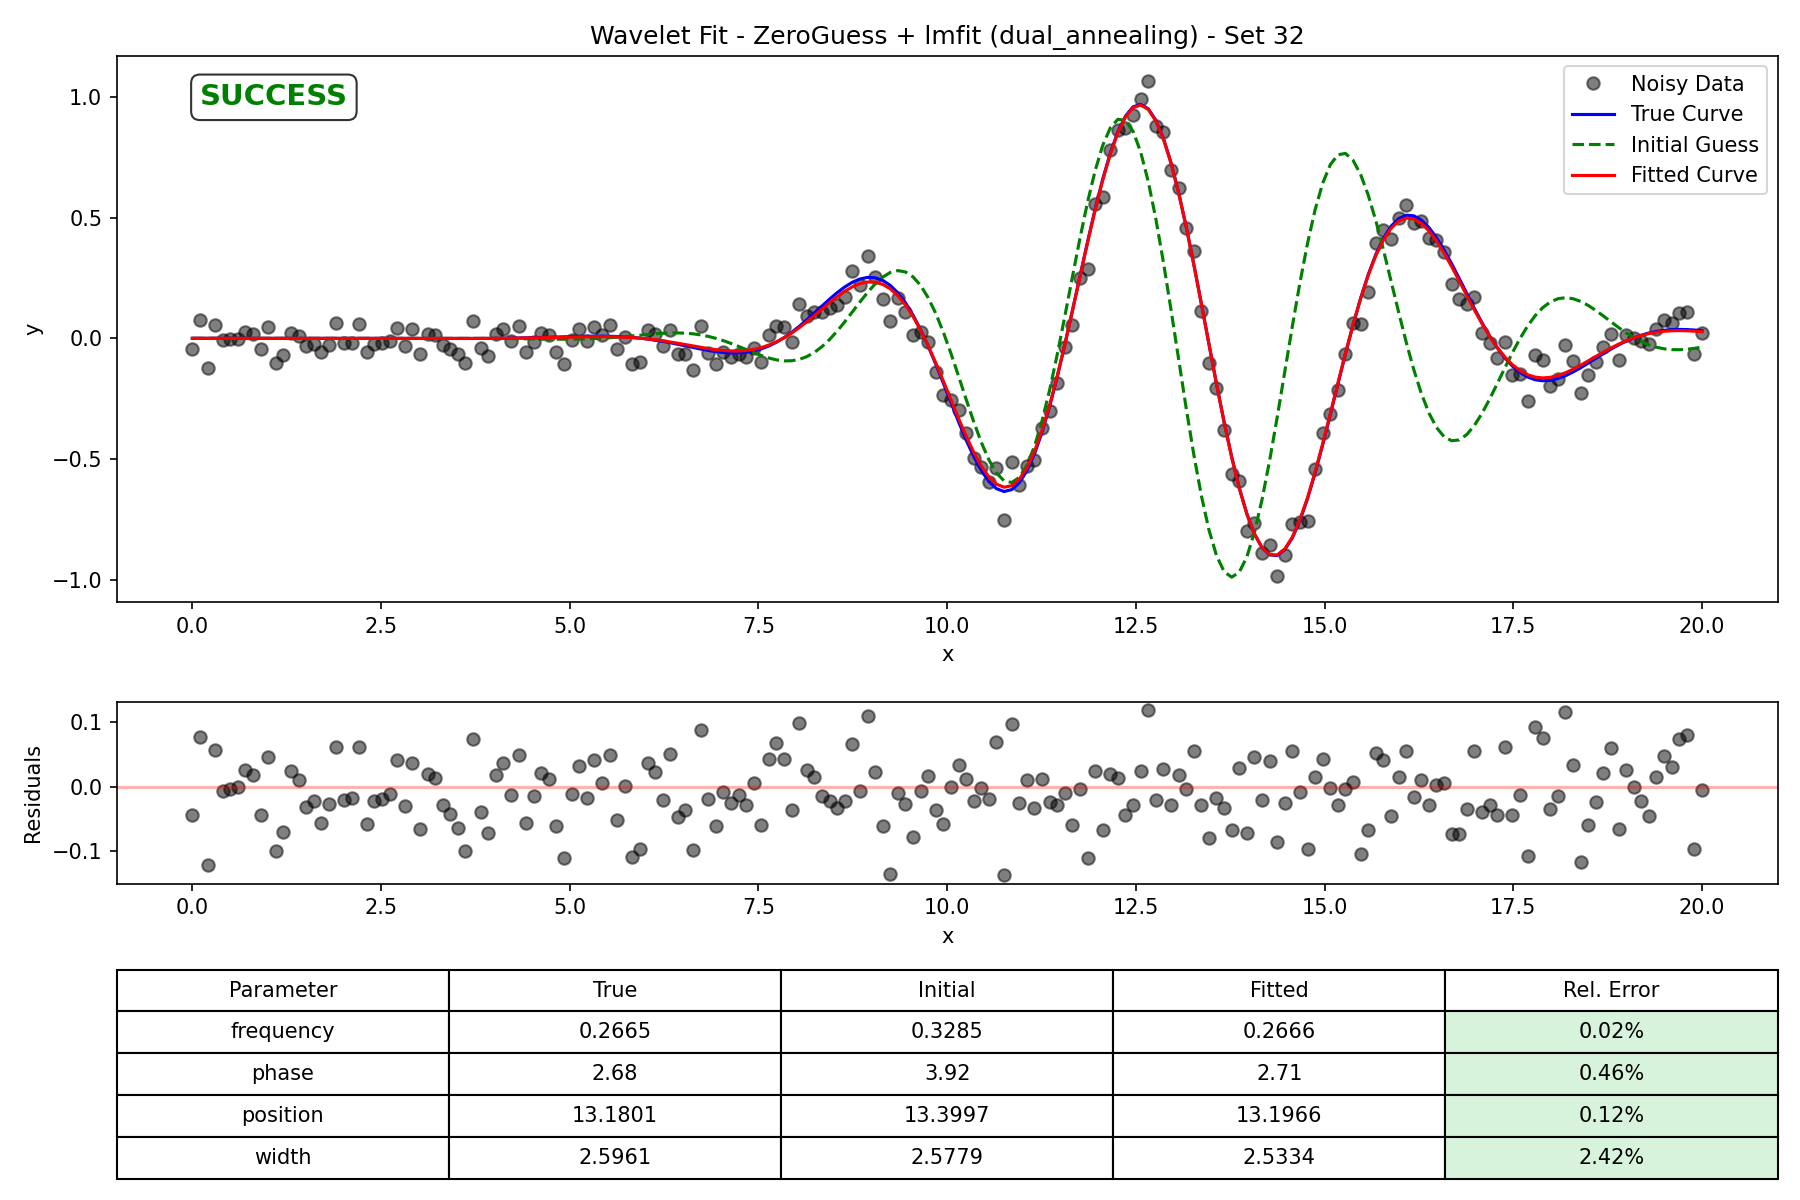 Wavelet Fit - ZeroGuess + lmfit (dual_annealing) - Set 32
SUCCESS
Noisy Data
True Curve
Initial Guess
Fitted Curve
y
1.0
0.5
0.0
−0.5
−1.0
0.0 2.5 5.0 7.5 10.0 12.5 15.0 17.5 20.0
x
Residuals
0.1
0.0
−0.1
0.0 2.5 5.0 7.5 10.0 12.5 15.0 17.5 20.0
x
Parameter True Initial Fitted Rel. Error
frequency 0.2665 0.3285 0.2666 0.02%
phase 2.68 3.92 2.71 0.46%
position 13.1801 13.3997 13.1966 0.12%
width 2.5961 2.5779 2.5334 2.42%